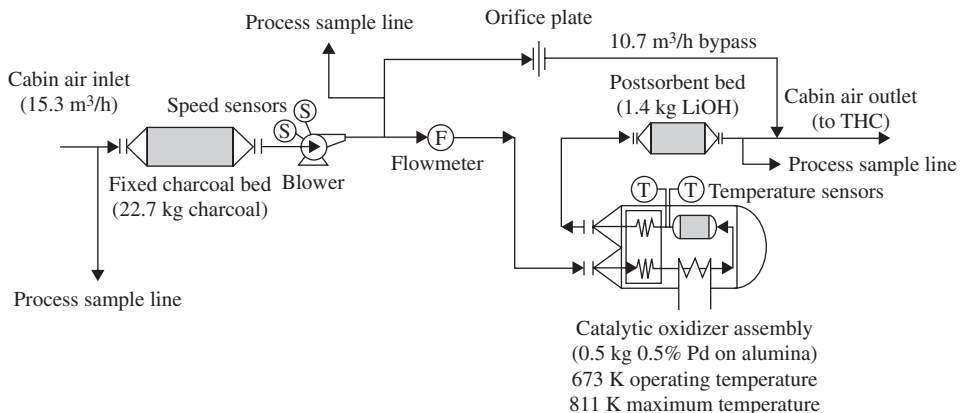 Process sample line
Orifice plate
10.7 m³/h bypass
Cabin air inlet
(15.3 m³/h)
Speed sensors
S
S
Postsorbent bed
(1.4 kg LiOH)
Cabin air outlet
(to THC)
F
Flowmeter
Blower
Fixed charcoal bed
(22.7 kg charcoal)
Process sample line
T
T
Temperature sensors
Process sample line
Catalytic oxidizer assembly
(0.5 kg 0.5% Pd on alumina)
673 K operating temperature
811 K maximum temperature